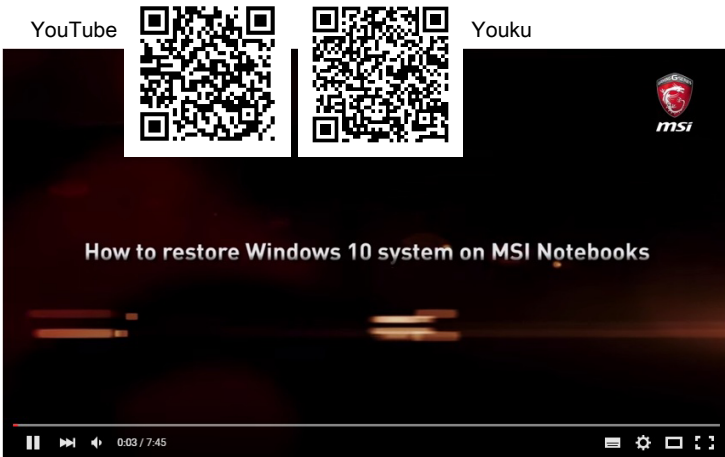 YouTube
Youku
msi
How to restore Windows 10 system on MSI Notebooks
0:03 / 7:45